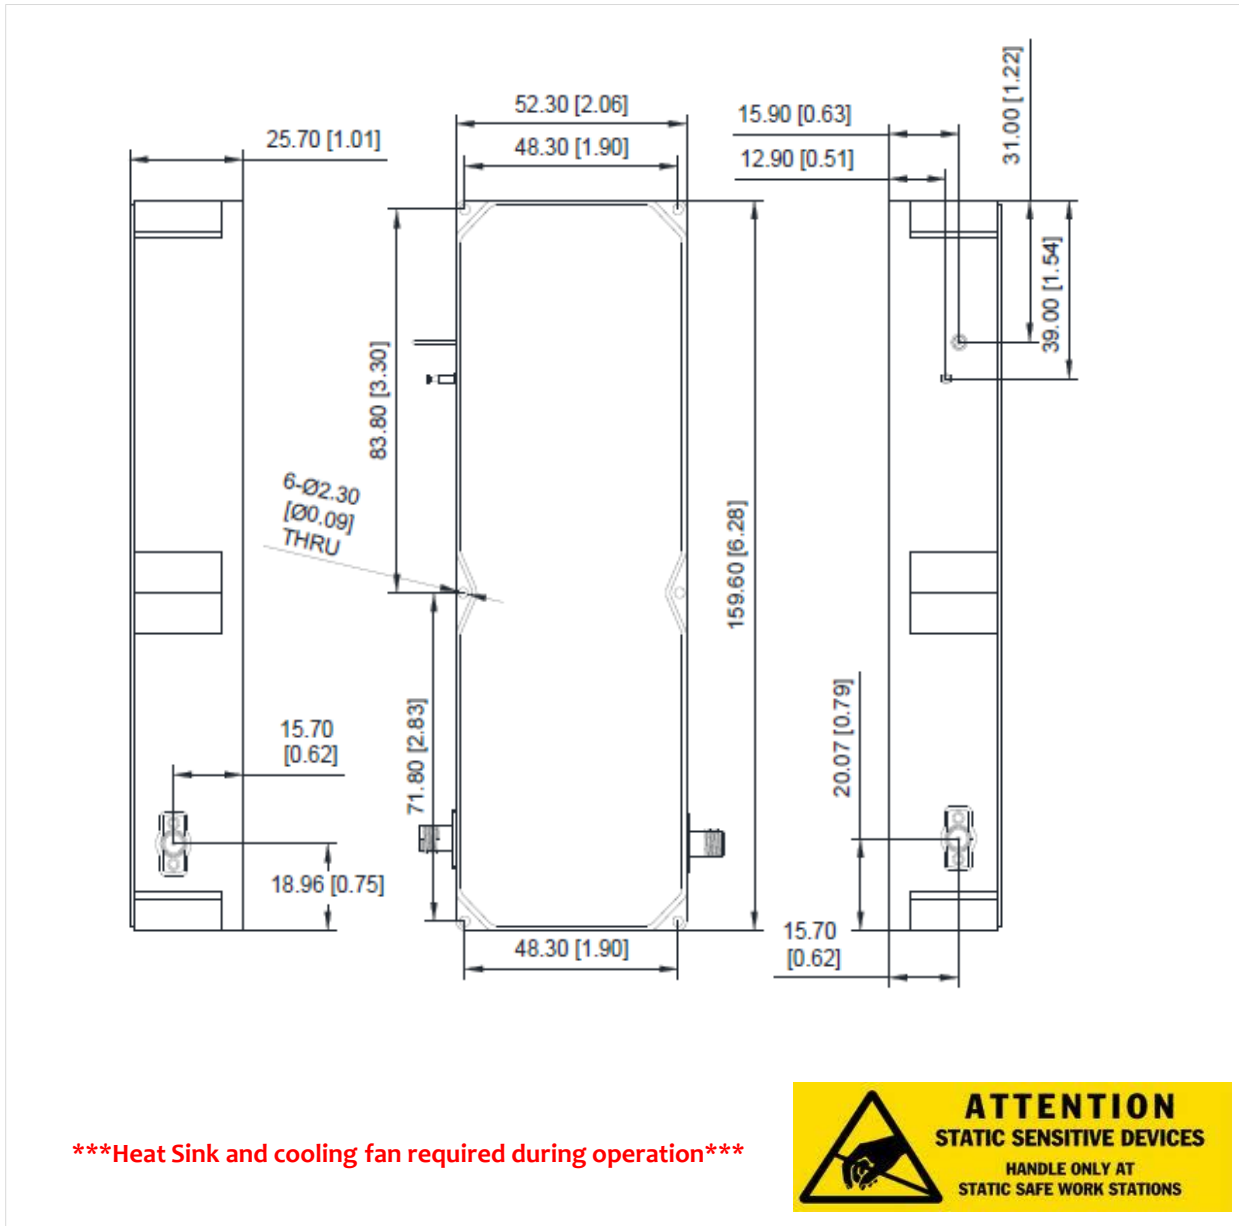 31.00 [1.22]
52.30 [2.06]
15.90 [0.63]
25.70 [1.01]
48.30 [1.90]
12.90 [0.51]
39.00 [1.54]
83.80 [3.30]
6-Ø2.30
[Ø0.09]
THRU
159.60 [6.28]
15.70
[0.62]
71.80 [2.83]
20.07 [0.79]
18.96 [0.75]
48.30 [1.90]
15.70
[0.62]
***Heat Sink and cooling fan required during operation***
ATTENTION
STATIC SENSITIVE DEVICES
HANDLE ONLY AT
STATIC SAFE WORK STATIONS